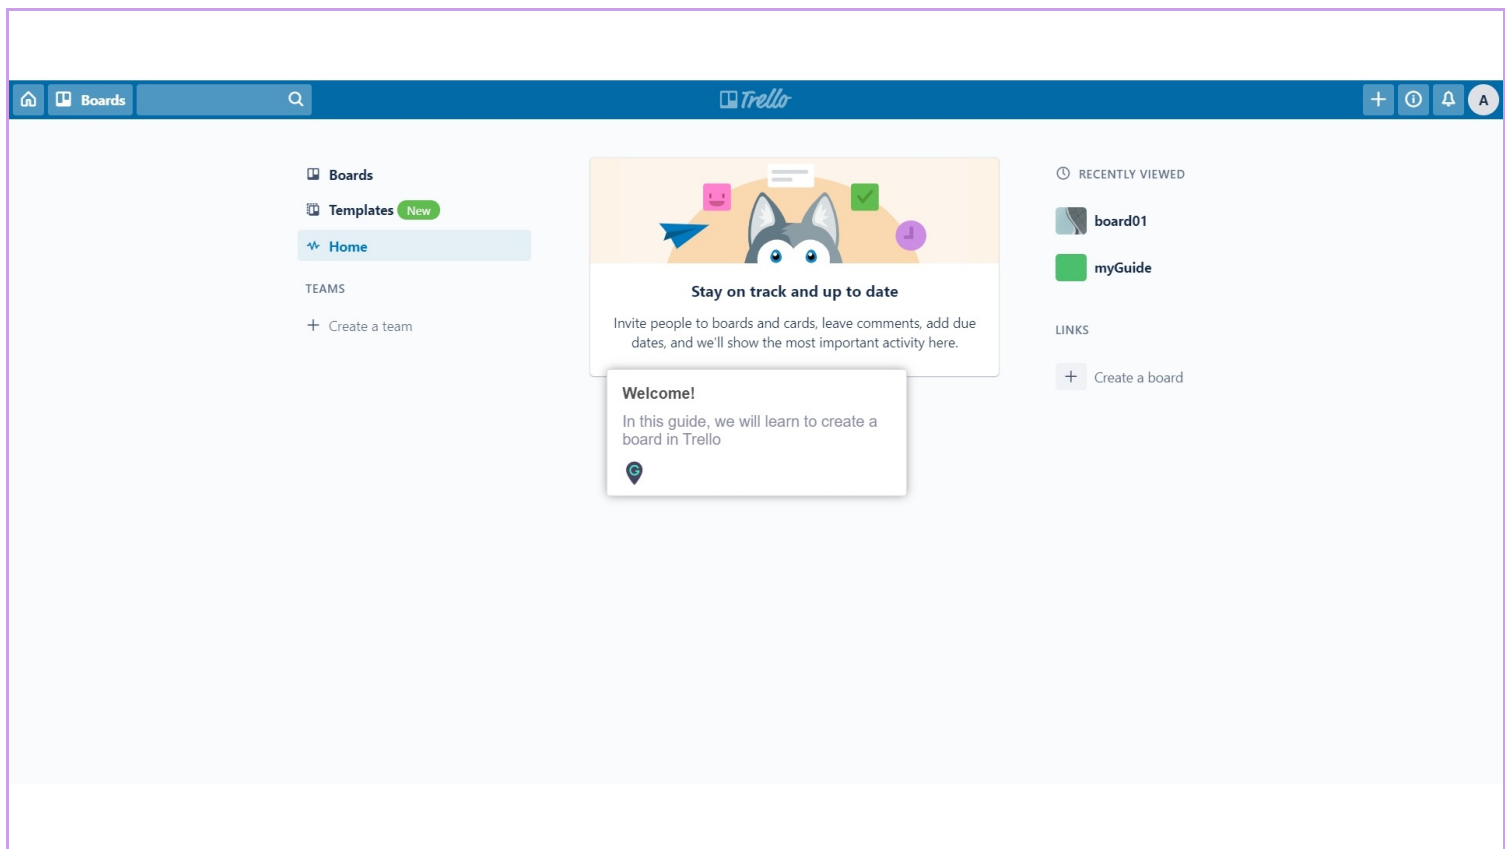 Boards
Trello
A
Boards
Templates New
Home
TEAMS
+ Create a team
Stay on track and up to date
Invite people to boards and cards, leave comments, add due
dates, and we'll show the most important activity here.
Welcome!
In this guide, we will learn to create a
board in Trello
G
RECENTLY VIEWED
board01
myGuide
LINKS
+ Create a board